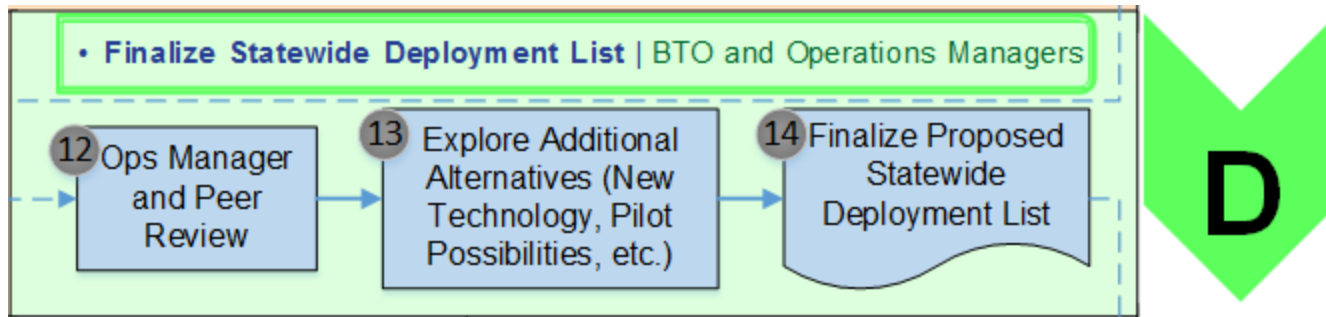 • Finalize Statewide Deployment List | BTO and Operations Managers
12
Ops Manager
and Peer
Review
13
Explore Additional
Alternatives (New
Technology, Pilot
Possibilities, etc.)
14
Finalize Proposed
Statewide
Deployment List
D